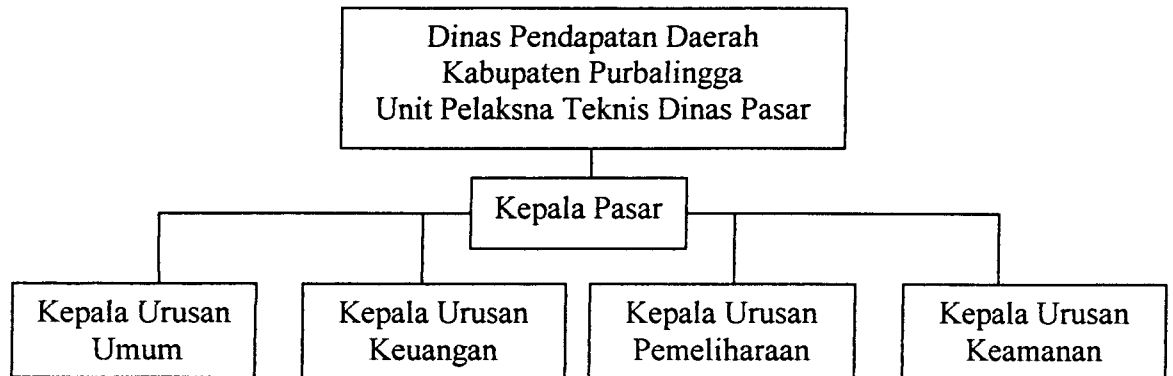 Dinas Pendapatan Daerah
Kabupaten Purbalingga
Unit Pelaksna Teknis Dinas Pasar
Kepala Pasar
Kepala Urusan
Umum
Kepala Urusan
Keuangan
Kepala Urusan
Pemeliharaan
Kepala Urusan
Keamanan